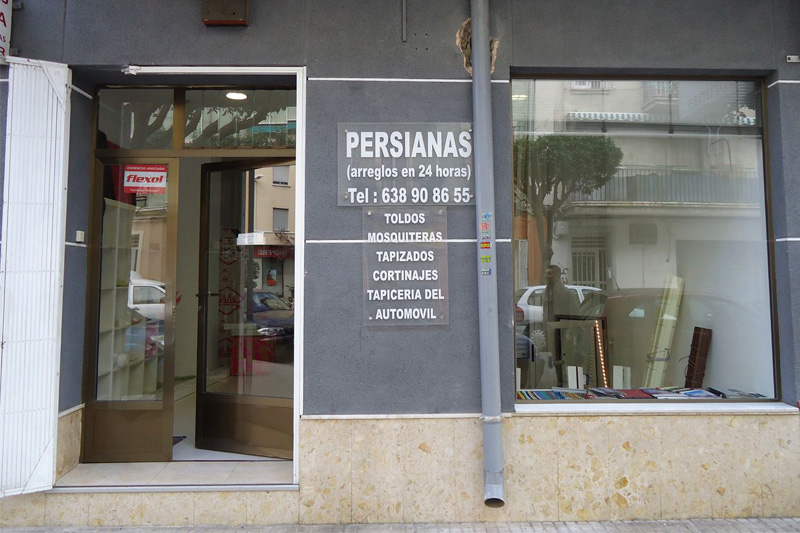 PERSIANAS
(arreglos en 24 horas)
Tel : 638 90 86 55
TOLDOS
MOSQUITERAS
TAPIZADOS
CORTINAJES
TAPICERIA DEL
AUTOMOVIL
flexol